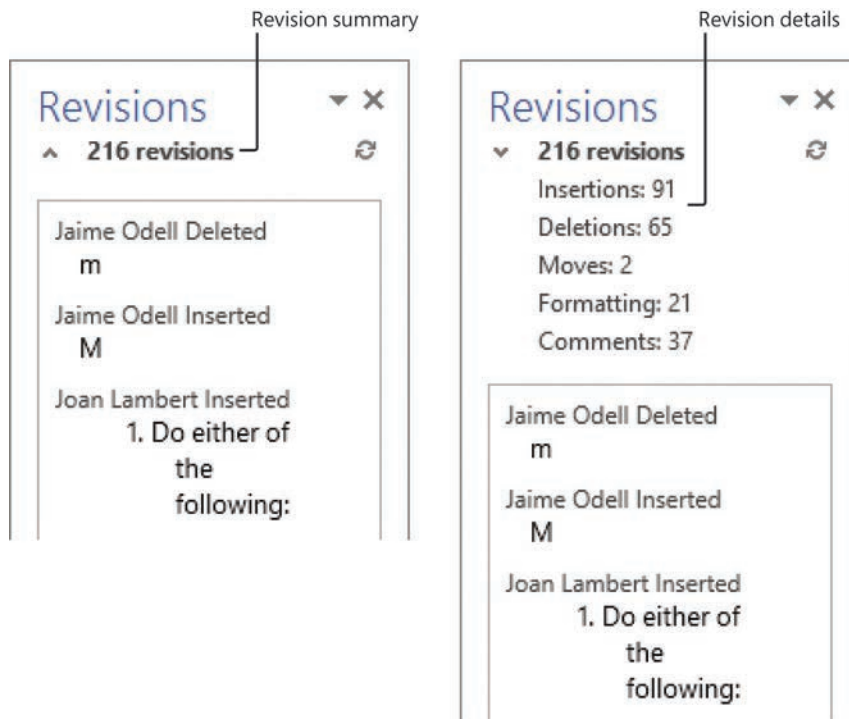 Revision summary
Revisions
216 revisions
Jaime Odell Deleted
m
Jaime Odell Inserted
M
Joan Lambert Inserted
1. Do either of
the
following:
Revision details
Revisions
216 revisions
Insertions: 91
Deletions: 65
Moves: 2
Formatting: 21
Comments: 37
Jaime Odell Deleted
m
Jaime Odell Inserted
M
Joan Lambert Inserted
1. Do either of
the
following: